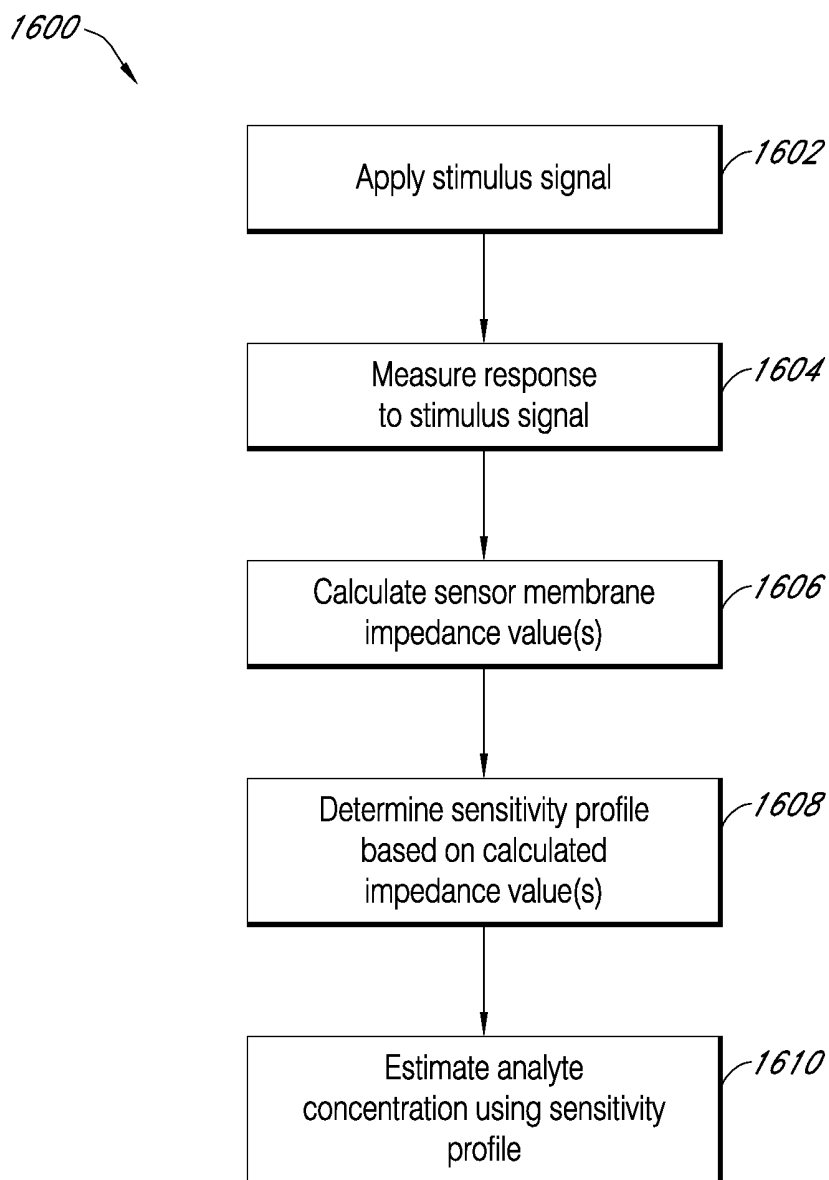 1600
Apply stimulus signal
1602
Measure response
to stimulus signal
1604
Calculate sensor membrane
impedance value(s)
1606
Determine sensitivity profile
based on calculated
impedance value(s)
1608
Estimate analyte
concentration using sensitivity
profile
1610